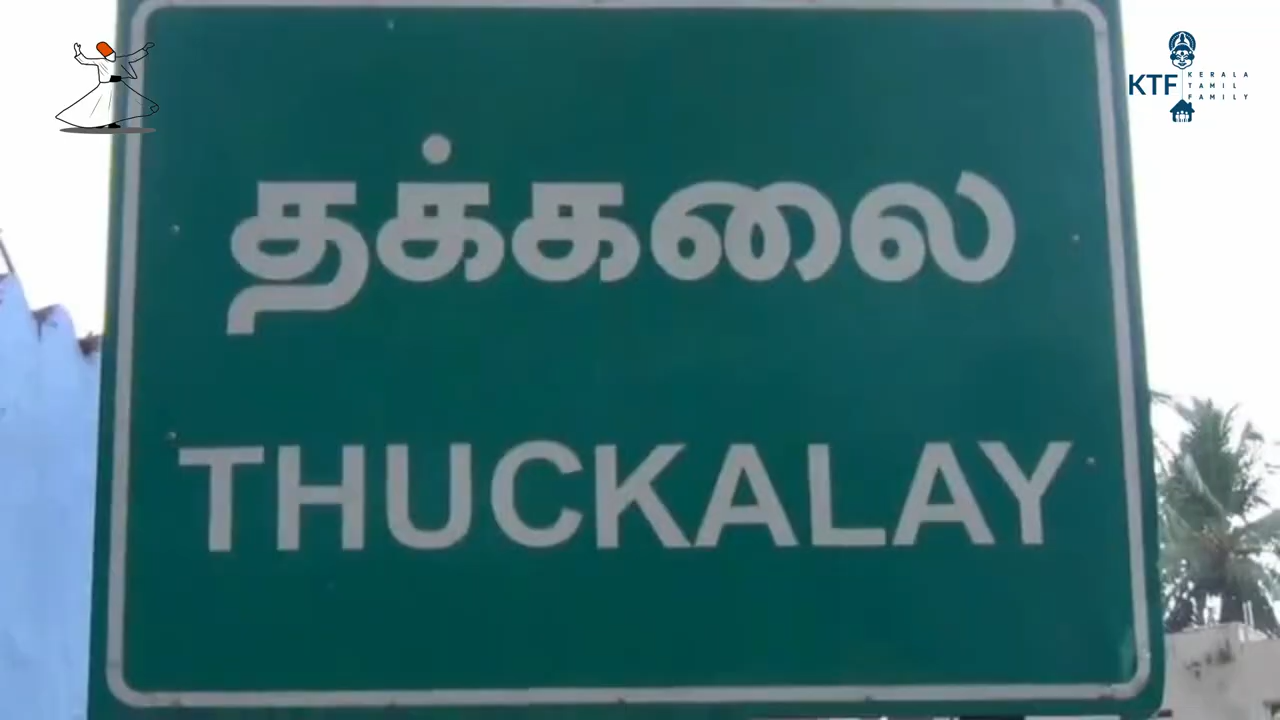 KTF
KERALA
TAMIL
FAMILY
தக்கலை
THUCKALAY